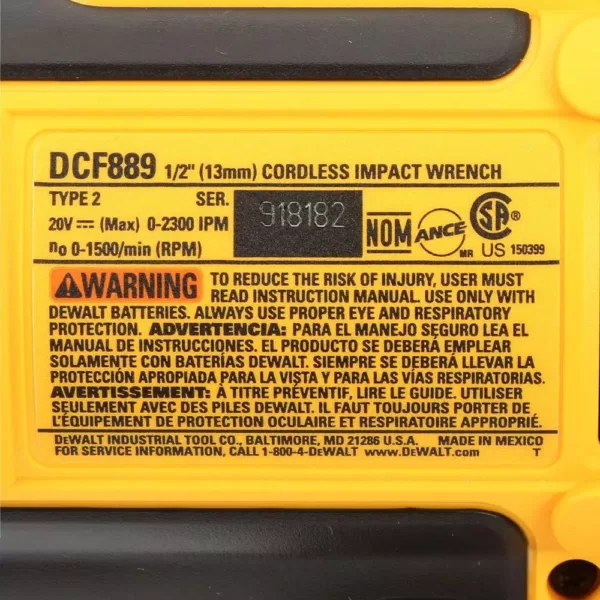 DCF889 1/2" (13mm) CORDLESS IMPACT WRENCH
TYPE 2 SER. 918182
20V ⎓ (Max) 0-2300 IPM
no 0-1500/min (RPM)
NOM ANCE MR SA® US 150399
⚠WARNING TO REDUCE THE RISK OF INJURY, USER MUST
READ INSTRUCTION MANUAL. USE ONLY WITH
DEWALT BATTERIES. ALWAYS USE PROPER EYE AND RESPIRATORY
PROTECTION. ADVERTENCIA: PARA EL MANEJO SEGURO LEA EL
MANUAL DE INSTRUCCIONES. EL PRODUCTO SE DEBERÁ EMPLEAR
SOLAMENTE CON BATERÍAS DEWALT. SIEMPRE SE DEBERÁ LLEVAR LA
PROTECCIÓN APROPIADA PARA LA VISTA Y PARA LAS VÍAS RESPIRATORIAS.
AVERTISSEMENT: À TITRE PRÉVENTIF, LIRE LE GUIDE. UTILISER
SEULEMENT AVEC DES PILES DEWALT. IL FAUT TOUJOURS PORTER DE
L'ÉQUIPEMENT DE PROTECTION OCULAIRE ET RESPIRATOIRE APPROPRIÉ.
DeWALT INDUSTRIAL TOOL CO., BALTIMORE, MD 21286 U.S.A. MADE IN MEXICO
FOR SERVICE INFORMATION, CALL 1-800-4-DeWALT www.DeWALT.com T